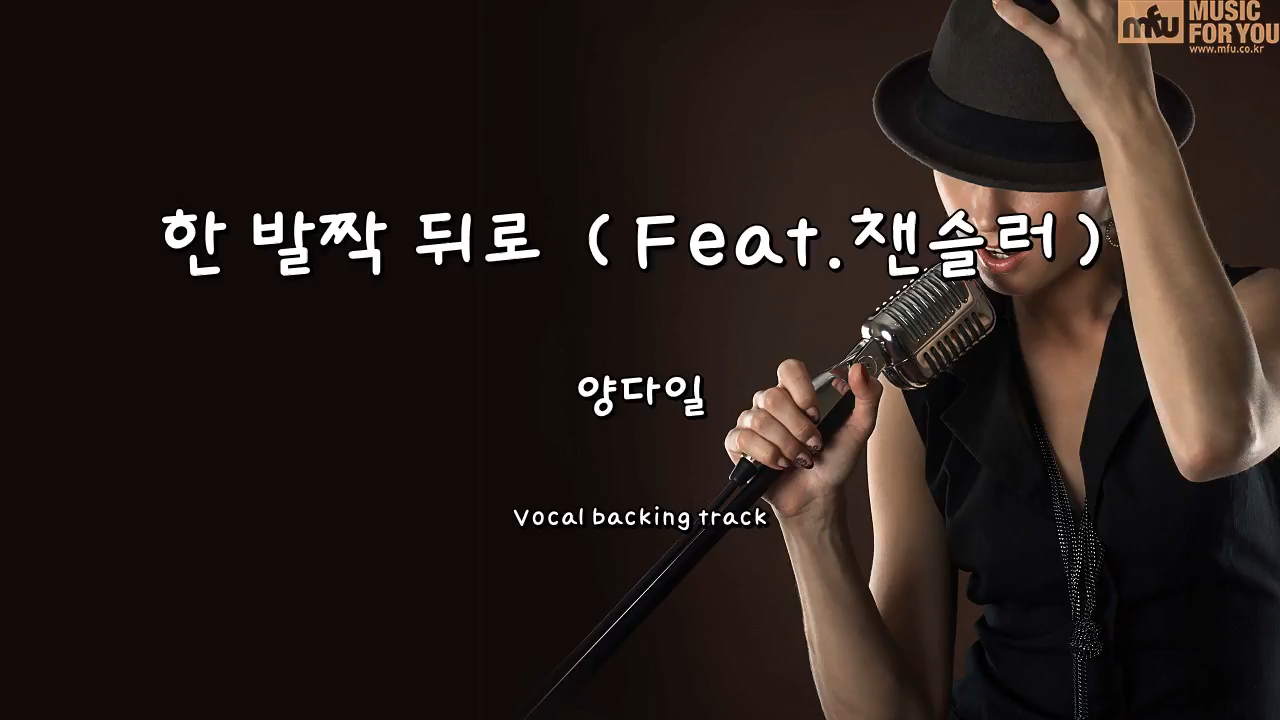 mfu MUSIC
FOR YOU
www.mfu.co.kr
한 발짝 뒤로 (Feat.챈슬러)
양다일
Vocal backing track